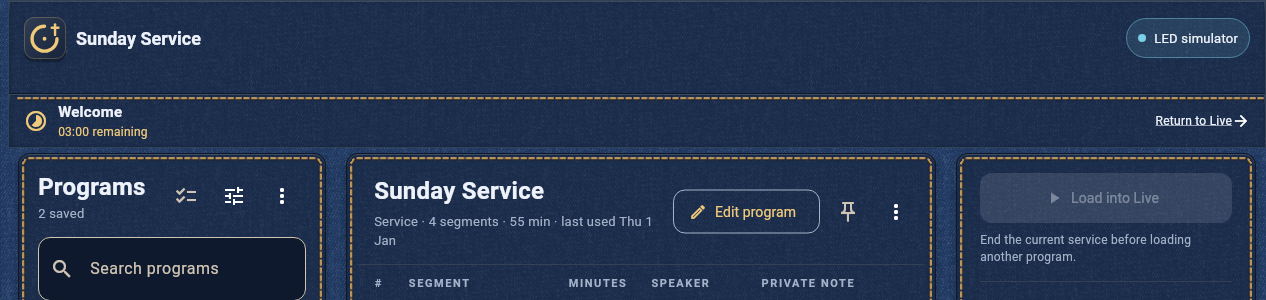 Sunday Service
LED simulator
Welcome
03:00 remaining
Return to Live
Programs
2 saved
Search programs
Sunday Service
Service · 4 segments · 55 min · last used Thu 1
Jan
Edit program
# SEGMENT MINUTES SPEAKER PRIVATE NOTE
Load into Live
End the current service before loading
another program.